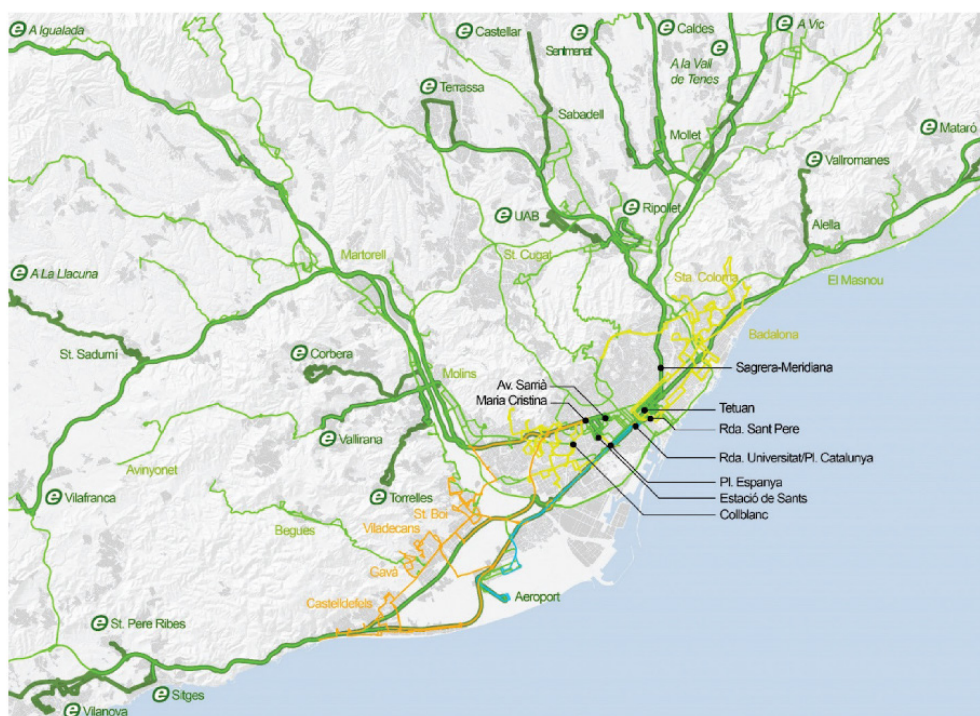 e A Igualada
e Castellar
e Sentmenat
e Caldes
e A la Vall de Tenes
e A Vic
e Terrassa
Sabadell
Mollet
e Mataró
e Vallromanes
e UAB
e Ripollet
Alella
Martorell
St. Cugat
Sta. Coloma
El Masnou
e A La Llacuna
Badalona
St. Sadurní
e Corbera
Molins
Sagrera-Meridiana
Av. Sarrià
Maria Cristina
Tetuan
Rda. Sant Pere
e Vallirana
Rda. Universitat/Pl. Catalunya
Avinyonet
Pl. Espanya
e Vilafranca
e Torrelles
Estació de Sants
St. Boi
Collblanc
Begues
Viladecans
Gavà
Castelldefels
Aeroport
e St. Pere Ribes
e Sitges
e Vilanova